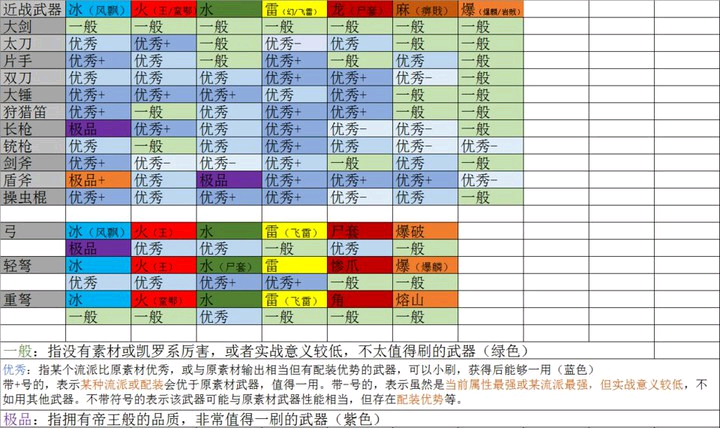 近战武器 冰（风飘） 火（王/蛮鄂） 水 雷（幻/飞雷） 龙（尸套） 麻（痹贼） 爆（爆鳞/岩贼）
大剑 一般 一般 一般 一般 一般 一般 一般
太刀 优秀 优秀+ 一般 优秀- 优秀 一般 一般
片手 优秀+ 优秀 一般 优秀+ 一般 优秀 一般
双刀 优秀+ 优秀 优秀 优秀+ 优秀+ 优秀- 一般
大锤 优秀+ 优秀+ 优秀+ 优秀 优秀+ 一般 一般
狩猎笛 优秀+ 一般 优秀 优秀+ 优秀+ 优秀 一般
长枪 极品 优秀+ 优秀 优秀+ 优秀- 优秀- 一般
铳枪 优秀 一般 优秀 优秀 优秀 优秀- 优秀-
剑斧 优秀+ 优秀- 优秀- 优秀+ 一般 优秀 一般
盾斧 极品+ 优秀 极品 优秀+ 优秀+ 优秀+ 优秀-
操虫棍 优秀+ 优秀 优秀+ 优秀+ 优秀- 优秀 一般
弓 冰（风飘） 火（王） 水 雷（飞雷） 尸套 爆破
极品 优秀 优秀 一般 优秀 一般
轻弩 冰 火（王） 水（尸套） 雷 惨爪 爆（爆鳞）
优秀 优秀 优秀+ 优秀+ 一般 一般
重弩 冰 火（蛮鄂） 水 雷（飞雷） 角 熔山
一般 一般 优秀 一般 一般 一般
一般：指没有素材或凯罗系厉害，或者实战意义较低，不太值得刷的武器（绿色）
优秀：指某个流派比原素材优秀，或与原素材输出相当但有配装优势的武器，可以小刷，获得后能够一用（蓝色）
带+号的，表示某种流派或配装会优于原素材武器，值得一用。带-号的，表示虽然是当前属性最强或某流派最强，但实战意义较低，不
如用其他武器。不带符号的表示该武器可能与原素材武器性能相当，但存在配装优势等。
极品：指拥有帝王般的品质，非常值得一刷的武器（紫色）